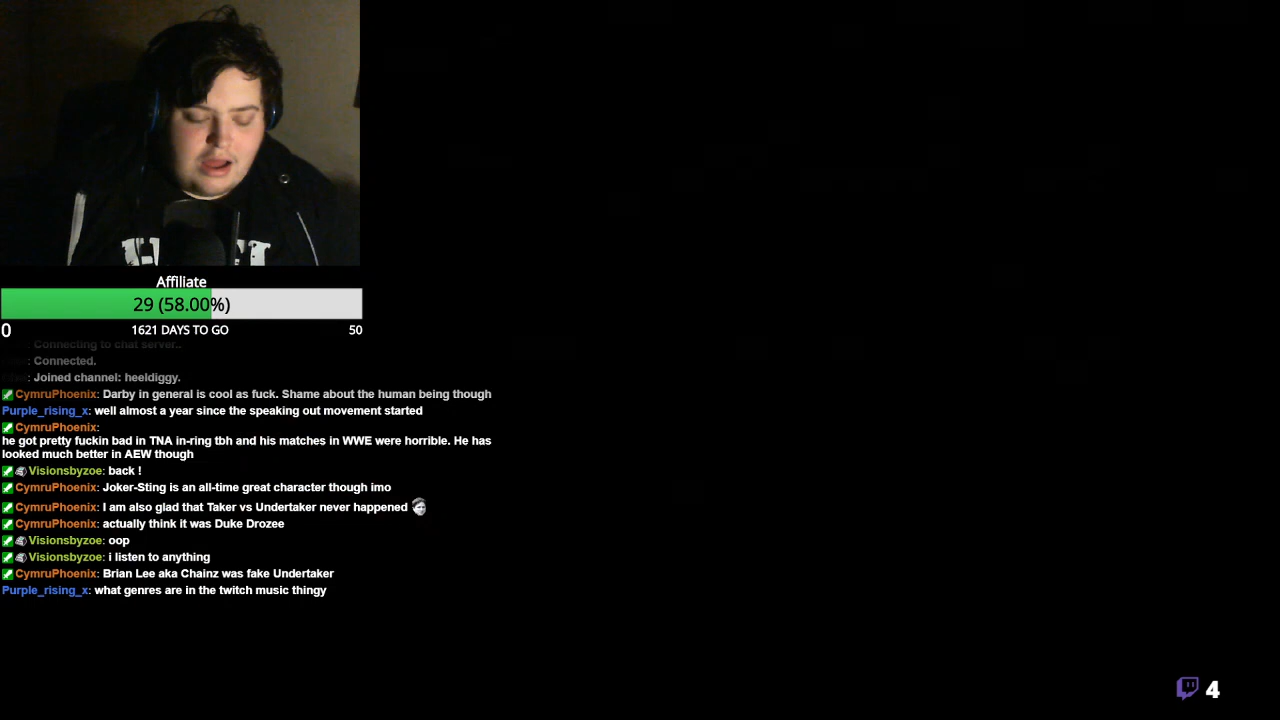 Affiliate
29 (58.00%)
0 1621 DAYS TO GO 50
: Connecting to chat server..
: Connected.
: Joined channel: heeldiggy.
CymruPhoenix: Darby in general is cool as fuck. Shame about the human being though
Purple_rising_x: well almost a year since the speaking out movement started
CymruPhoenix:
he got pretty fuckin bad in TNA in-ring tbh and his matches in WWE were horrible. He has
looked much better in AEW though
Visionsbyzoe: back !
CymruPhoenix: Joker-Sting is an all-time great character though imo
CymruPhoenix: I am also glad that Taker vs Undertaker never happened
CymruPhoenix: actually think it was Duke Drozee
Visionsbyzoe: oop
Visionsbyzoe: i listen to anything
CymruPhoenix: Brian Lee aka Chainz was fake Undertaker
Purple_rising_x: what genres are in the twitch music thingy
4